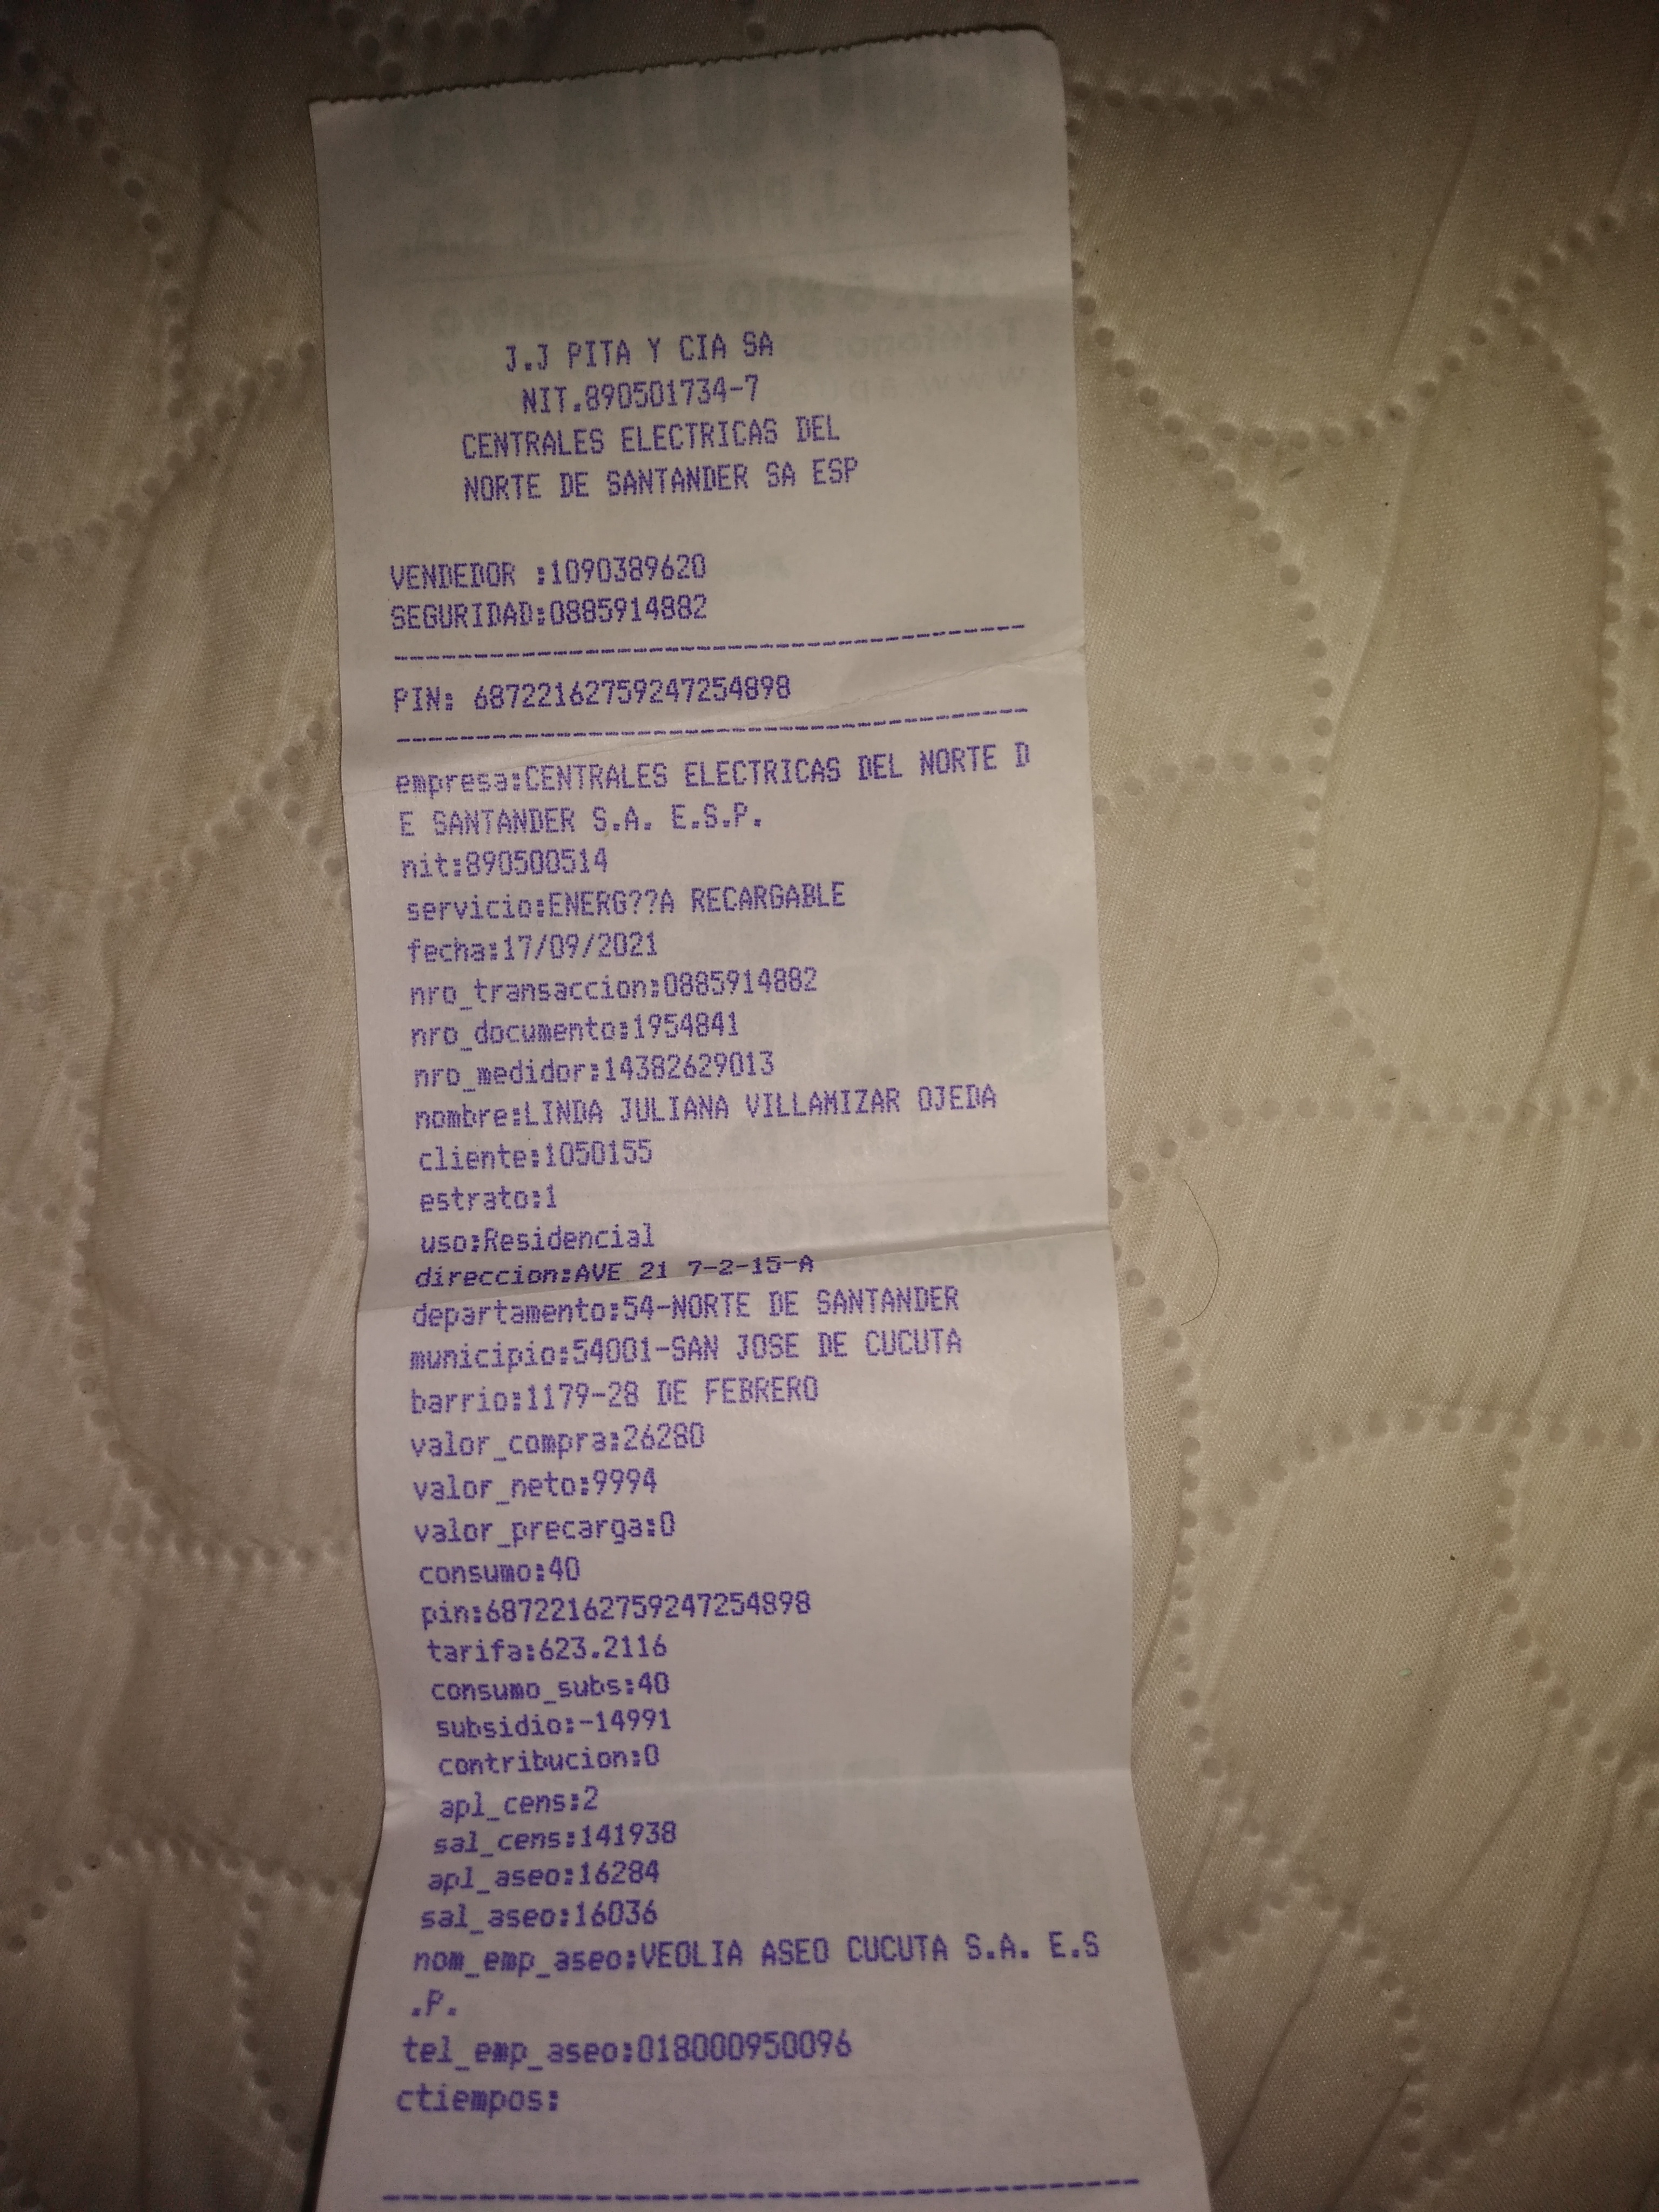 J.J PITA Y CIA SA
NIT.890501734-7
CENTRALES ELECTRICAS DEL
NORTE DE SANTANDER SA ESP
VENDEDOR :1090389620
SEGURIDAD:0885914882
PIN: 68722162759247254898
empresa:CENTRALES ELECTRICAS DEL NORTE D
E SANTANDER S.A. E.S.P.
nit:890500514
servicio:ENERG??A RECARGABLE
fecha:17/09/2021
nro_transaccion:0885914882
nro_documento:1954841
nro_medidor:14382629013
nombre:LINDA JULIANA VILLAMIZAR OJEDA
cliente:1050155
estrato:1
uso:Residencial
direccion:AVE 21 7-2-15-A
departamento:54-NORTE DE SANTANDER
municipio:54001-SAN JOSE DE CUCUTA
barrio:1179-28 DE FEBRERO
valor_compra:26280
valor_neto:9994
valor_precarga:0
consumo:40
pin:68722162759247254898
tarifa:623.2116
consumo_subs:40
subsidio:-14991
contribucion:0
apl_cens:2
sal_cens:141938
apl_aseo:16284
sal_aseo:16036
nom_emp_aseo:VEOLIA ASEO CUCUTA S.A. E.S
.P.
tel_emp_aseo:018000950096
ctiempos: